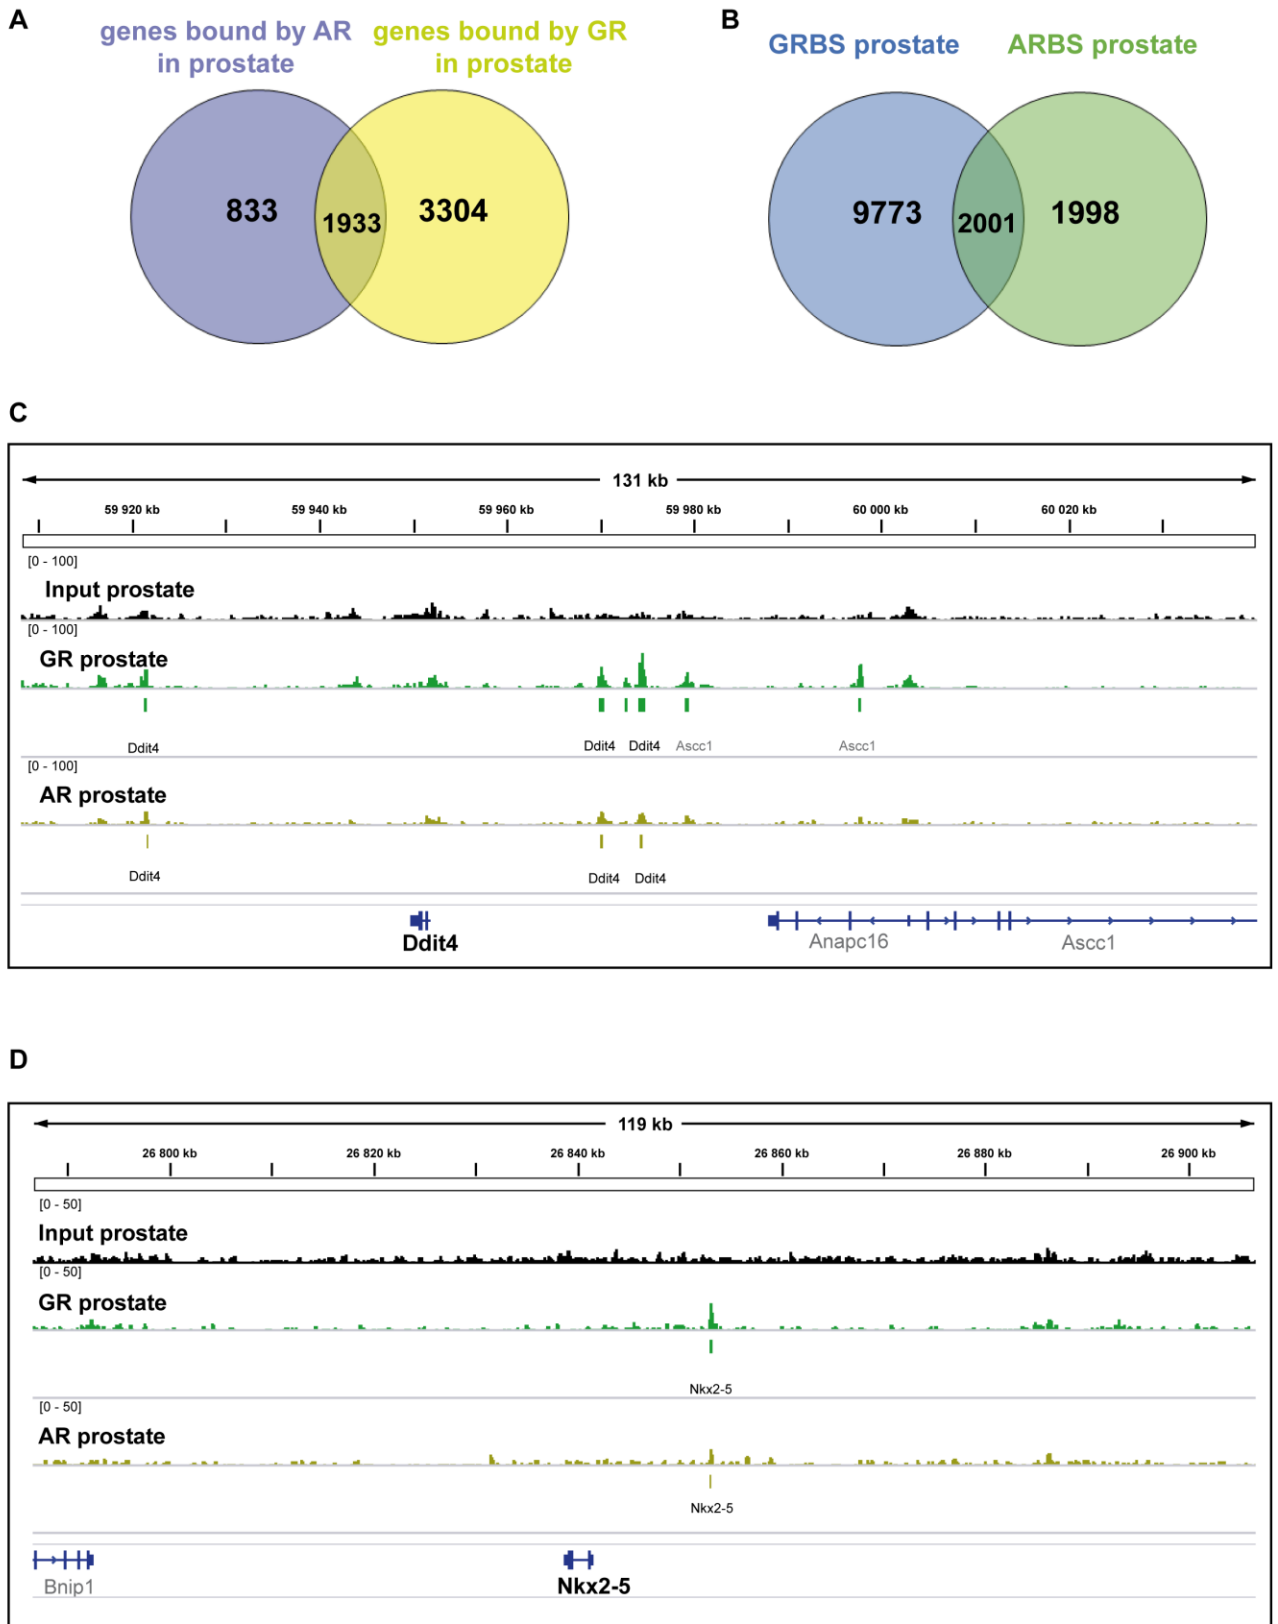 A
genes bound by AR
in prostate
genes bound by GR
in prostate
833
1933
3304
B
GRBS prostate
ARBS prostate
9773
2001
1998
C
131 kb
59 920 kb 59 940 kb 59 960 kb 59 980 kb 60 000 kb 60 020 kb
[0 - 100]
Input prostate
[0 - 100]
GR prostate
Ddit4 Ddit4 Ddit4 Ascc1 Ascc1
[0 - 100]
AR prostate
Ddit4 Ddit4 Ddit4
Ddit4 Anapc16 Ascc1
D
119 kb
26 800 kb 26 820 kb 26 840 kb 26 860 kb 26 880 kb 26 900 kb
[0 - 50]
Input prostate
[0 - 50]
GR prostate
Nkx2-5
[0 - 50]
AR prostate
Nkx2-5
Bnip1 Nkx2-5